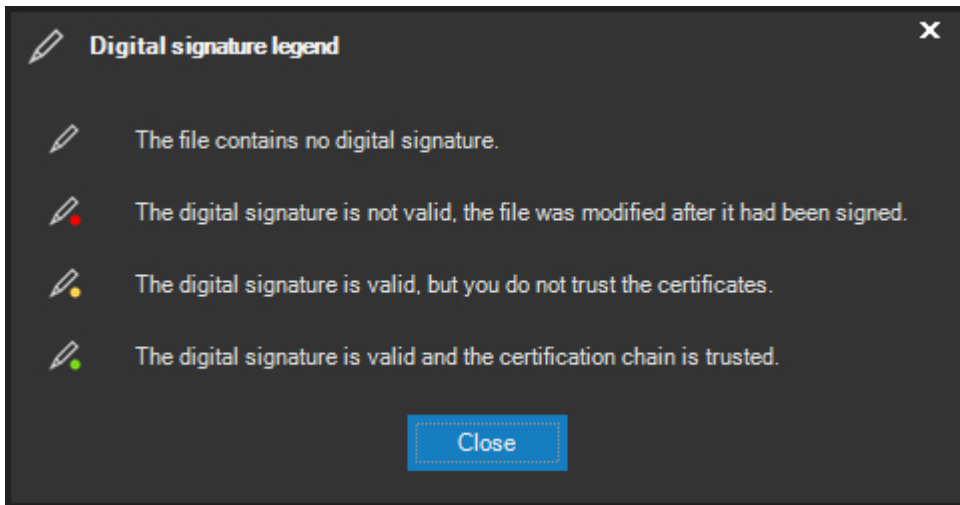 Digital signature legend
The file contains no digital signature.
The digital signature is not valid, the file was modified after it had been signed.
The digital signature is valid, but you do not trust the certificates.
The digital signature is valid and the certification chain is trusted.
Close